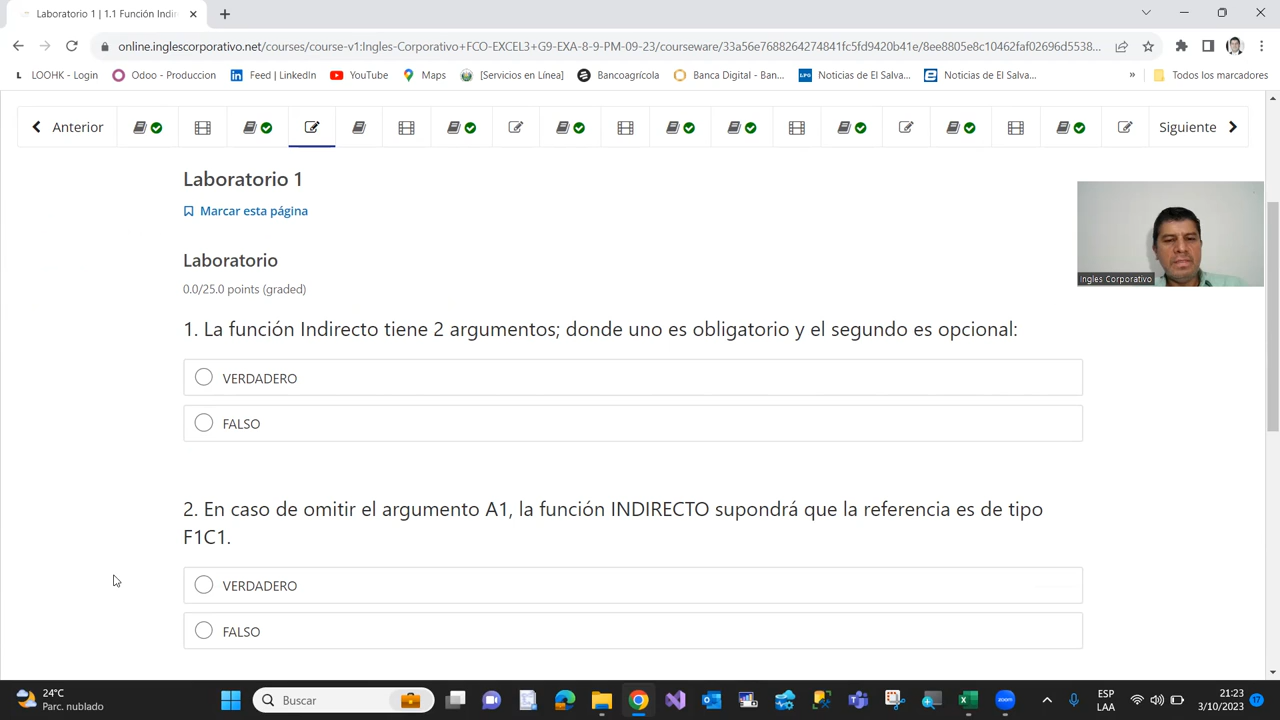 Laboratorio 1 | 1.1 Función Indir
online.inglescorporativo.net/courses/course-v1:Ingles-Corporativo+FCO-EXCEL3+G9-EXA-8-9-PM-09-23/courseware/33a56e7688264274841fc5fd9420b41e/8ee8805e8c10462faf02b96d5538...
LOOHK - Login
Odoo - Produccion
Feed | LinkedIn
YouTube
Maps
[Servicios en Línea]
Bancoagrícola
Banca Digital - Ban...
LPG
Noticias de El Salva...
Noticias de El Salva...
»
Todos los marcadores
Anterior
Siguiente
Laboratorio 1
Marcar esta página
Laboratorio
0.0/25.0 points (graded)
Ingles Corporativo
1. La función Indirecto tiene 2 argumentos; donde uno es obligatorio y el segundo es opcional:
VERDADERO
FALSO
2. En caso de omitir el argumento A1, la función INDIRECTO supondrá que la referencia es de tipo
F1C1.
VERDADERO
FALSO
24°C
Parc. nublado
Buscar
ESP
LAA
21:23
3/10/2023